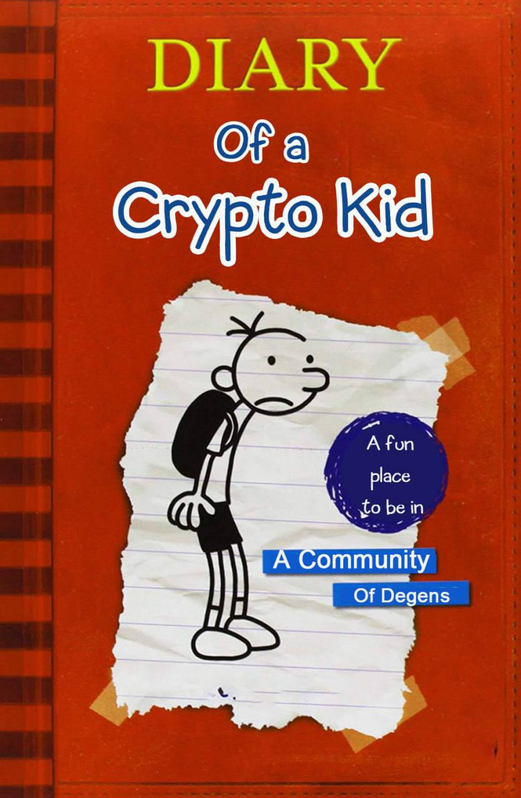 DIARY
Of a
Crypto Kid
A fun
place
to be in
A Community
Of Degens